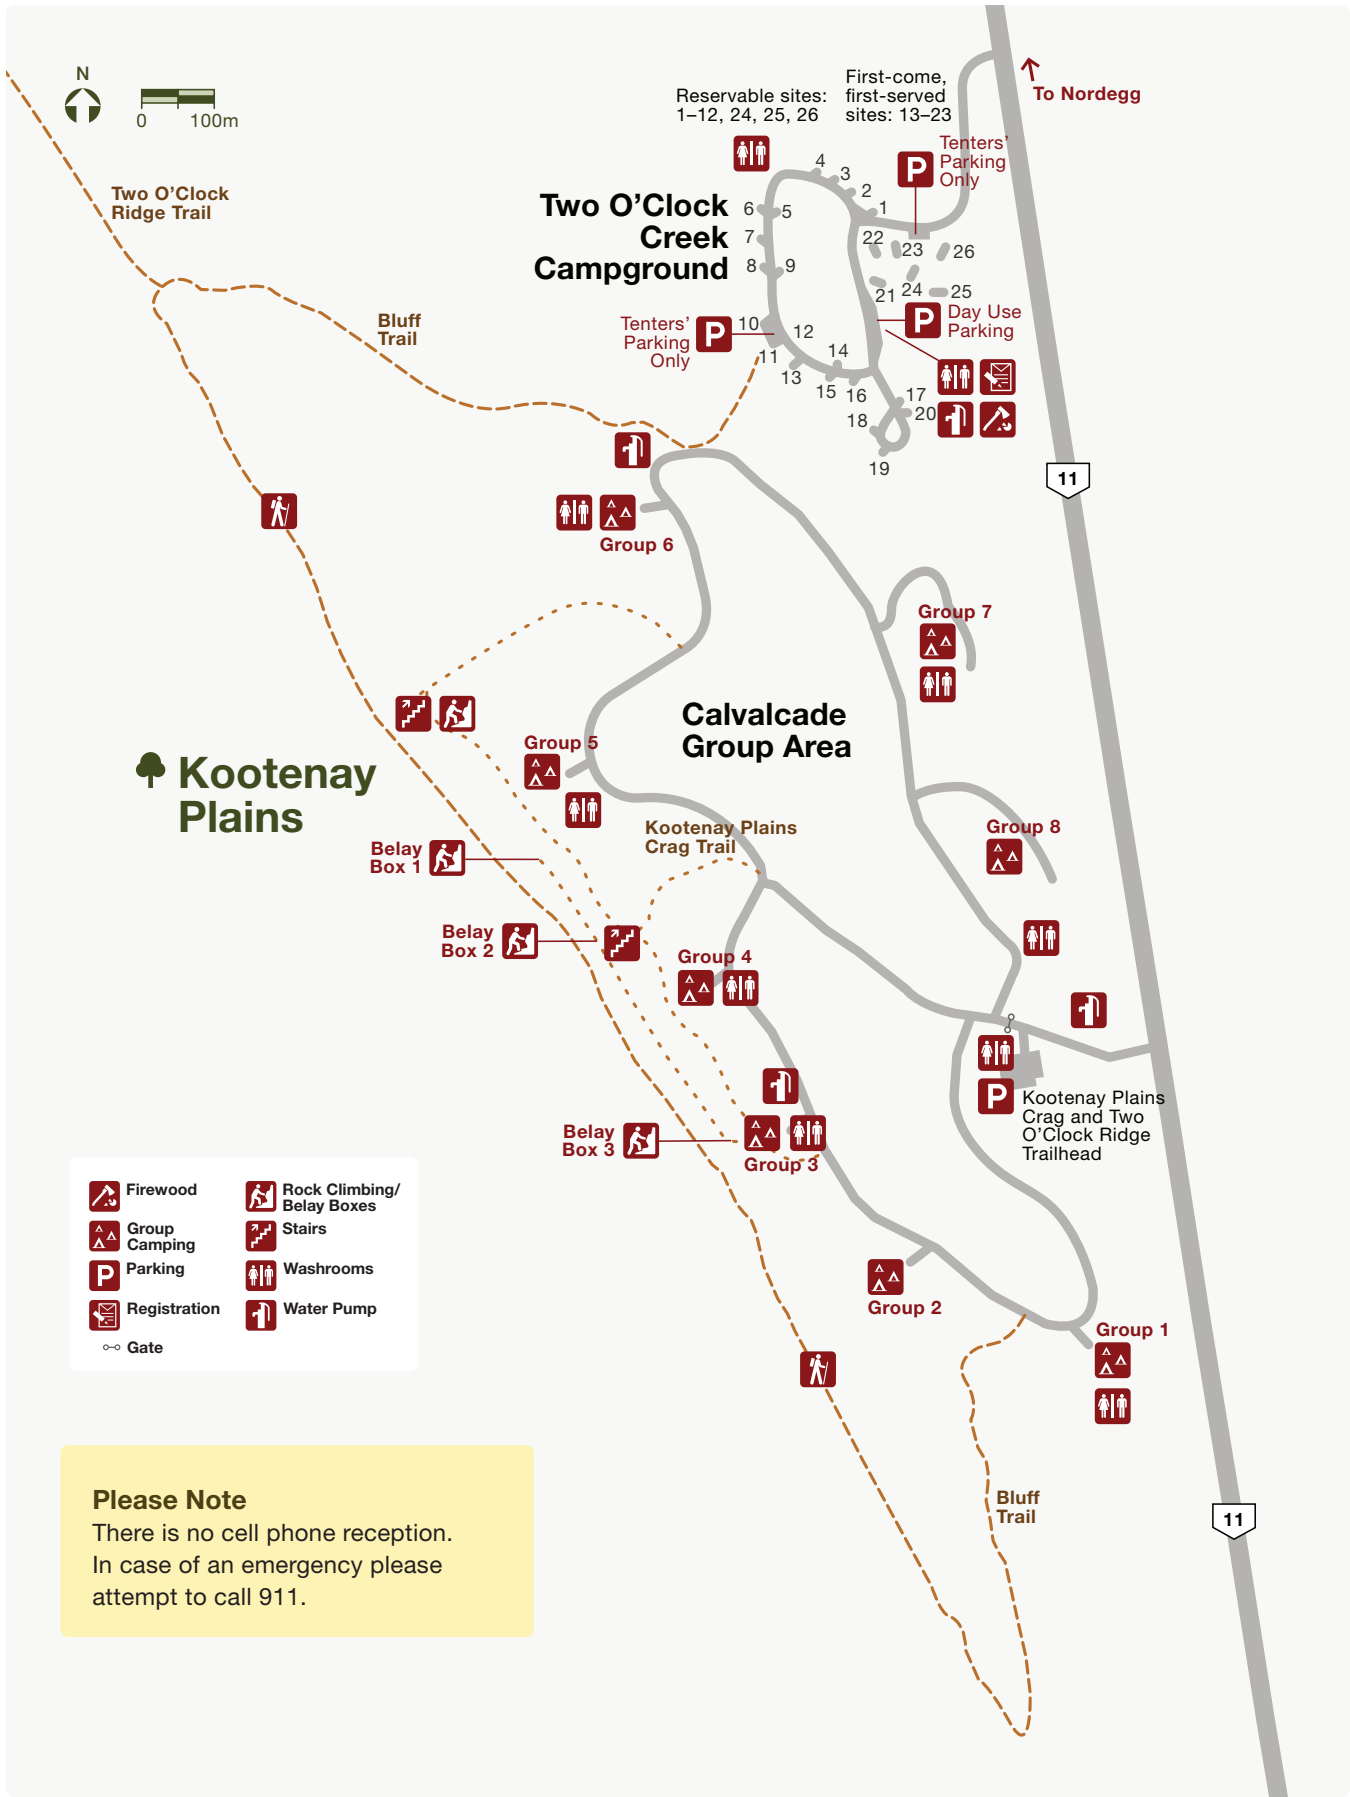 N
0 100m
Two O'Clock
Ridge Trail
Reservable sites:
1–12, 24, 25, 26
First-come,
first-served
sites: 13–23
To Nordegg
Tenters'
Parking
Only
P
Two O'Clock
Creek
Campground
4
3
2
1
6
5
7
8
9
10
11
12
13
14
15
16
17
18
19
20
21
22
23
24
25
26
Tenters'
Parking
Only
P
P
Day Use
Parking
Bluff
Trail
11
Group 6
Group 7
Calvalcade
Group Area
Group 5
Kootenay
Plains
Kootenay Plains
Crag Trail
Group 8
Belay
Box 1
Belay
Box 2
Group 4
P
Kootenay Plains
Crag and Two
O'Clock Ridge
Trailhead
Belay
Box 3
Group 3
Group 2
Group 1
Bluff
Trail
11
Firewood
Group
Camping
P
Parking
Registration
Gate
Rock Climbing/
Belay Boxes
Stairs
Washrooms
Water Pump
Please Note
There is no cell phone reception.
In case of an emergency please
attempt to call 911.